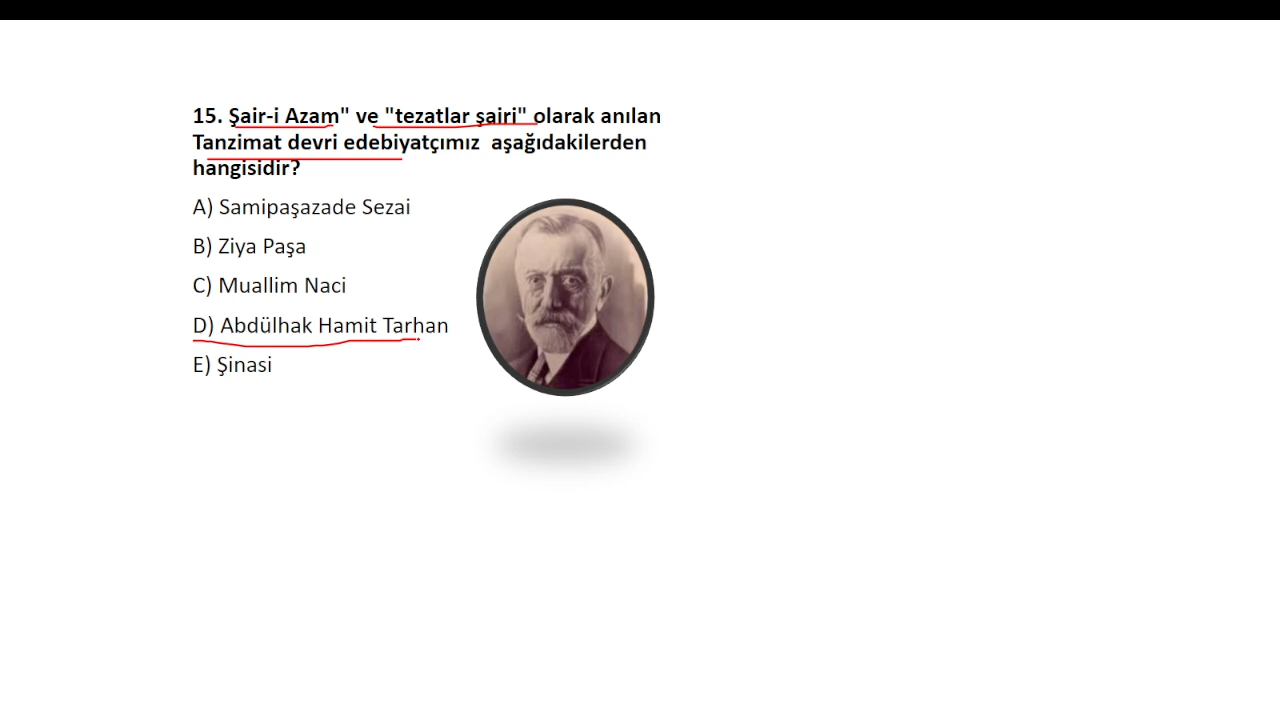 15. Şair-i Azam" ve "tezatlar şairi" olarak anılan
Tanzimat devri edebiyatçımız aşağıdakilerden
hangisidir?
A) Samipaşazade Sezai
B) Ziya Paşa
C) Muallim Naci
D) Abdülhak Hamit Tarhan
E) Şinasi